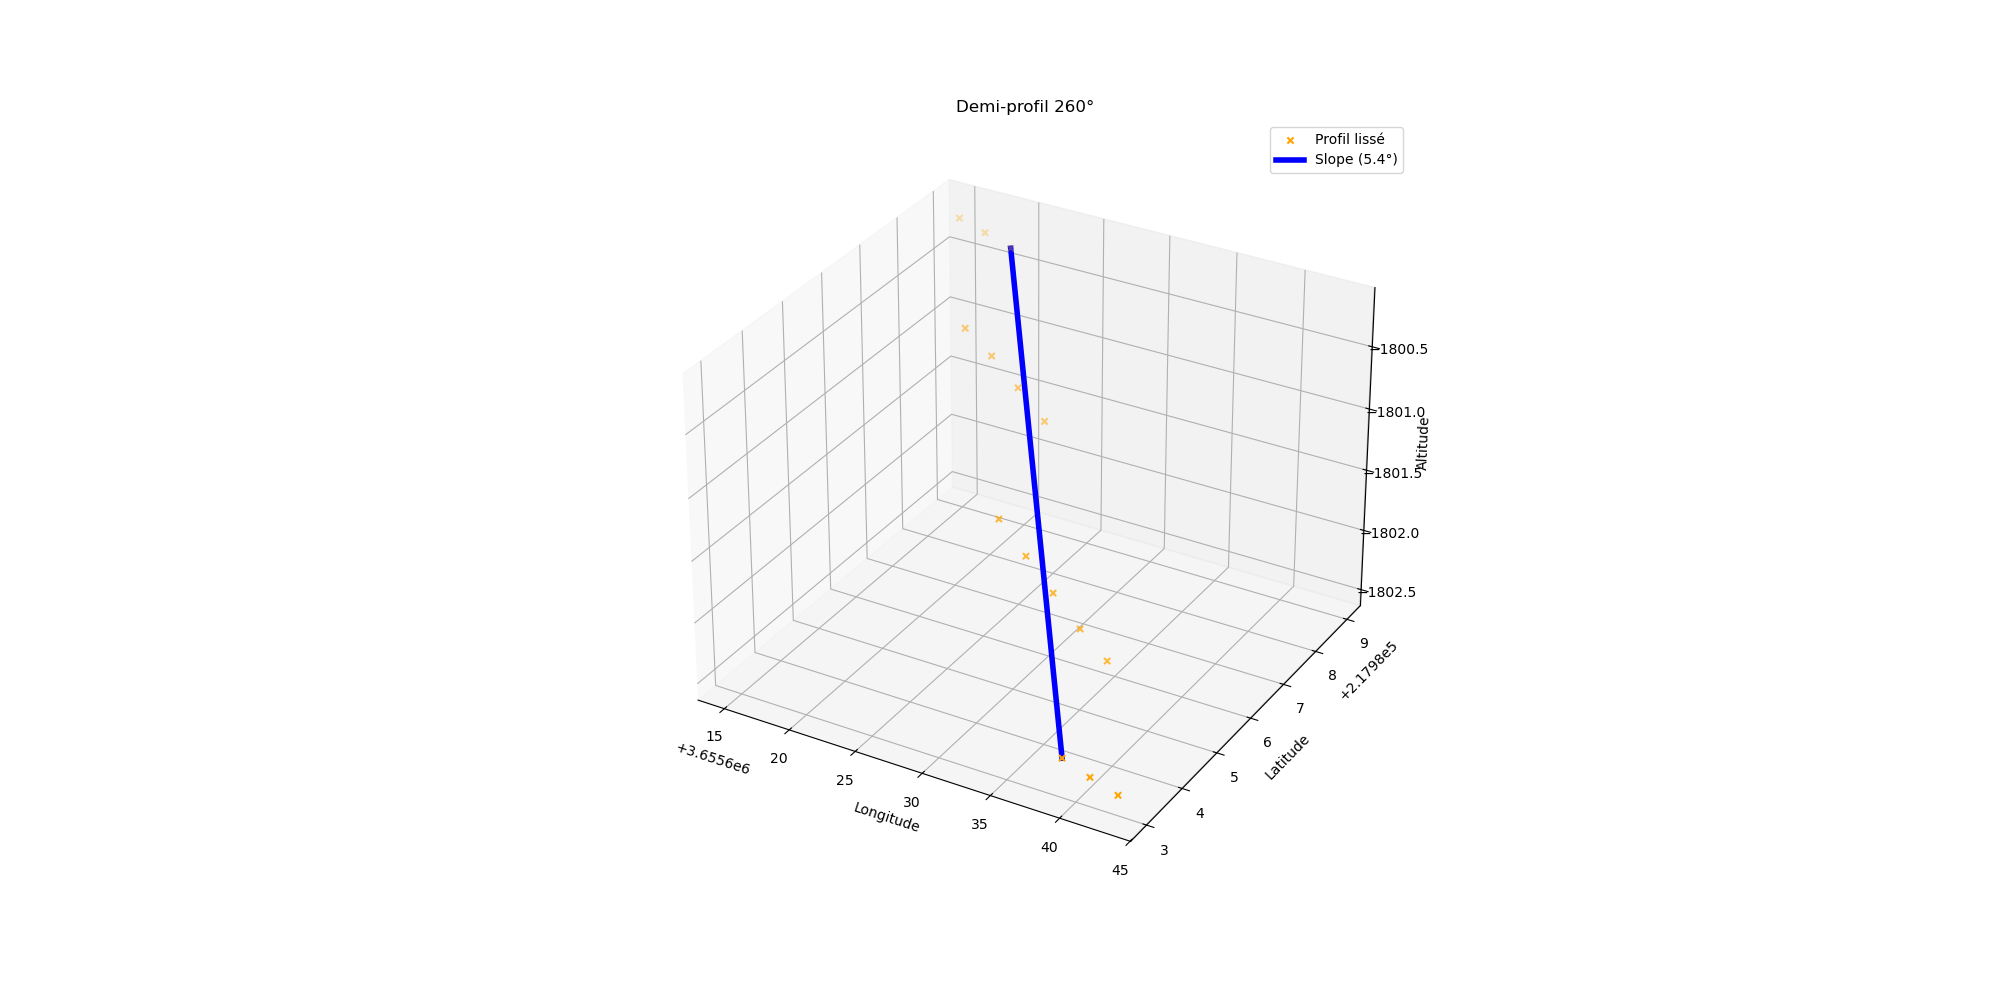 Demi-profil 260°
Profil lissé
Slope (5.4°)
−1800.5
−1801.0
−1801.5
−1802.0
−1802.5
Altitude
9
8
7
6
5
4
3
+2.1798e5
Latitude
15
20
25
30
35
40
45
+3.6556e6
Longitude